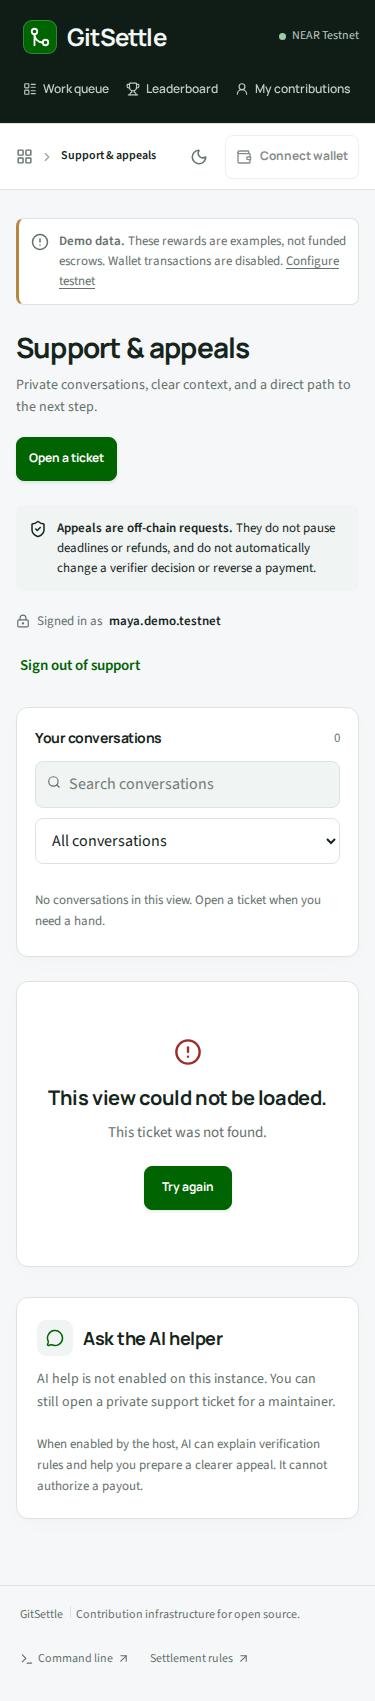 GitSettle
NEAR Testnet
Work queue
Leaderboard
My contributions
Support & appeals
Connect wallet
Demo data. These rewards are examples, not funded
escrows. Wallet transactions are disabled. Configure
testnet
Support & appeals
Private conversations, clear context, and a direct path to
the next step.
Open a ticket
Appeals are off-chain requests. They do not pause
deadlines or refunds, and do not automatically
change a verifier decision or reverse a payment.
Signed in as maya.demo.testnet
Sign out of support
Your conversations
0
Search conversations
All conversations
No conversations in this view. Open a ticket when you
need a hand.
This view could not be loaded.
This ticket was not found.
Try again
Ask the AI helper
AI help is not enabled on this instance. You can
still open a private support ticket for a maintainer.
When enabled by the host, AI can explain verification
rules and help you prepare a clearer appeal. It cannot
authorize a payout.
GitSettle
Contribution infrastructure for open source.
Command line
Settlement rules